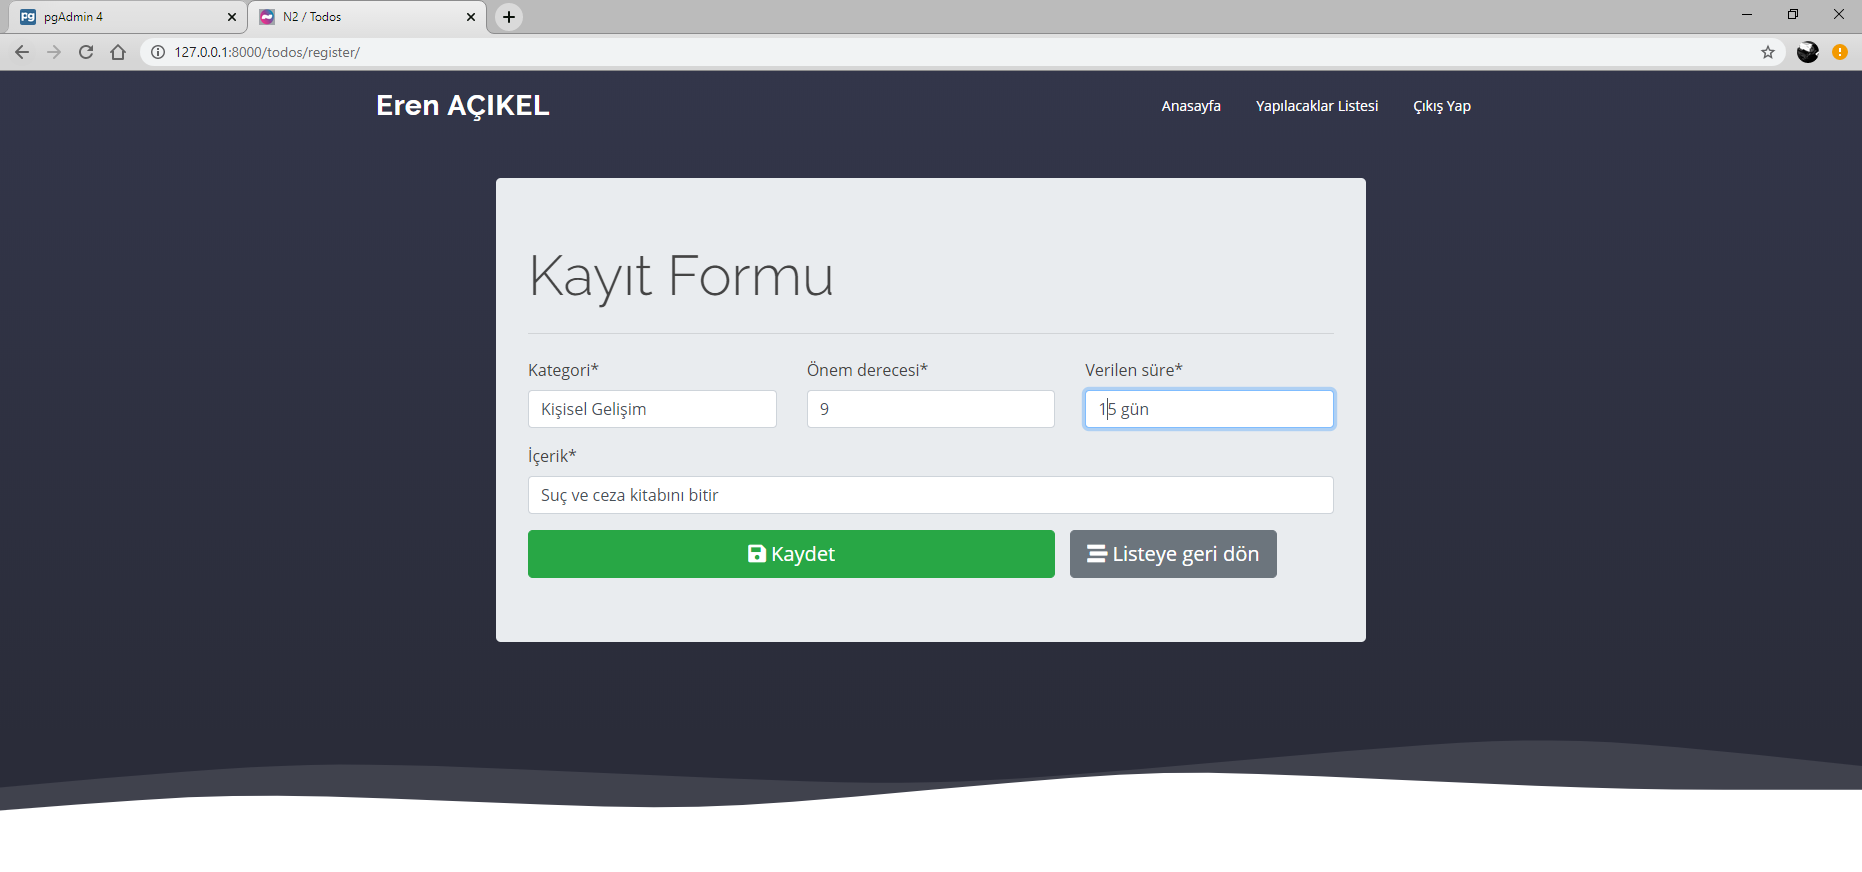 pgAdmin 4
N2 / Todos
127.0.0.1:8000/todos/register/
Eren AÇIKEL
Anasayfa
Yapılacaklar Listesi
Çıkış Yap
Kayıt Formu
Kategori*
Önem derecesi*
Verilen süre*
Kişisel Gelişim
9
15 gün
İçerik*
Suç ve ceza kitabını bitir
Kaydet
Listeye geri dön